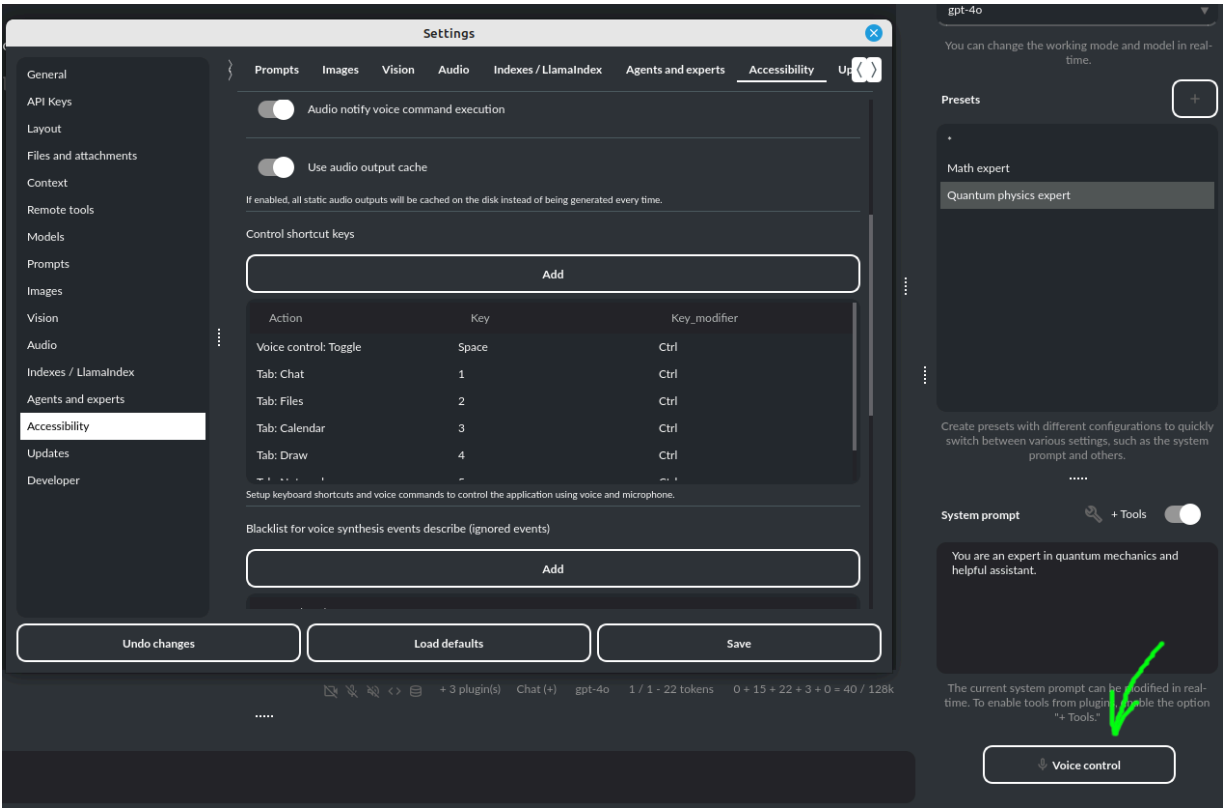 Settings
General
API Keys
Layout
Files and attachments
Context
Remote tools
Models
Prompts
Images
Vision
Audio
Indexes / LlamaIndex
Agents and experts
Accessibility
Updates
Developer
Prompts Images Vision Audio Indexes / LlamaIndex Agents and experts Accessibility
Audio notify voice command execution
Use audio output cache
If enabled, all static audio outputs will be cached on the disk instead of being generated every time.
Control shortcut keys
Add
Action Key Key_modifier
Voice control: Toggle Space Ctrl
Tab: Chat 1 Ctrl
Tab: Files 2 Ctrl
Tab: Calendar 3 Ctrl
Tab: Draw 4 Ctrl
Setup keyboard shortcuts and voice commands to control the application using voice and microphone.
Blacklist for voice synthesis events describe (ignored events)
Add
Undo changes Load defaults Save
+ 3 plugin(s) Chat (+) gpt-4o 1 / 1 - 22 tokens 0 + 15 + 22 + 3 + 0 = 40 / 128k
gpt-4o
You can change the working mode and model in real-
time.
Presets +
*
Math expert
Quantum physics expert
Create presets with different configurations to quickly
switch between various settings, such as the system
prompt and others.
System prompt + Tools
You are an expert in quantum mechanics and
helpful assistant.
The current system prompt can be modified in real-
time. To enable tools from plugins, enable the option
"+ Tools."
Voice control